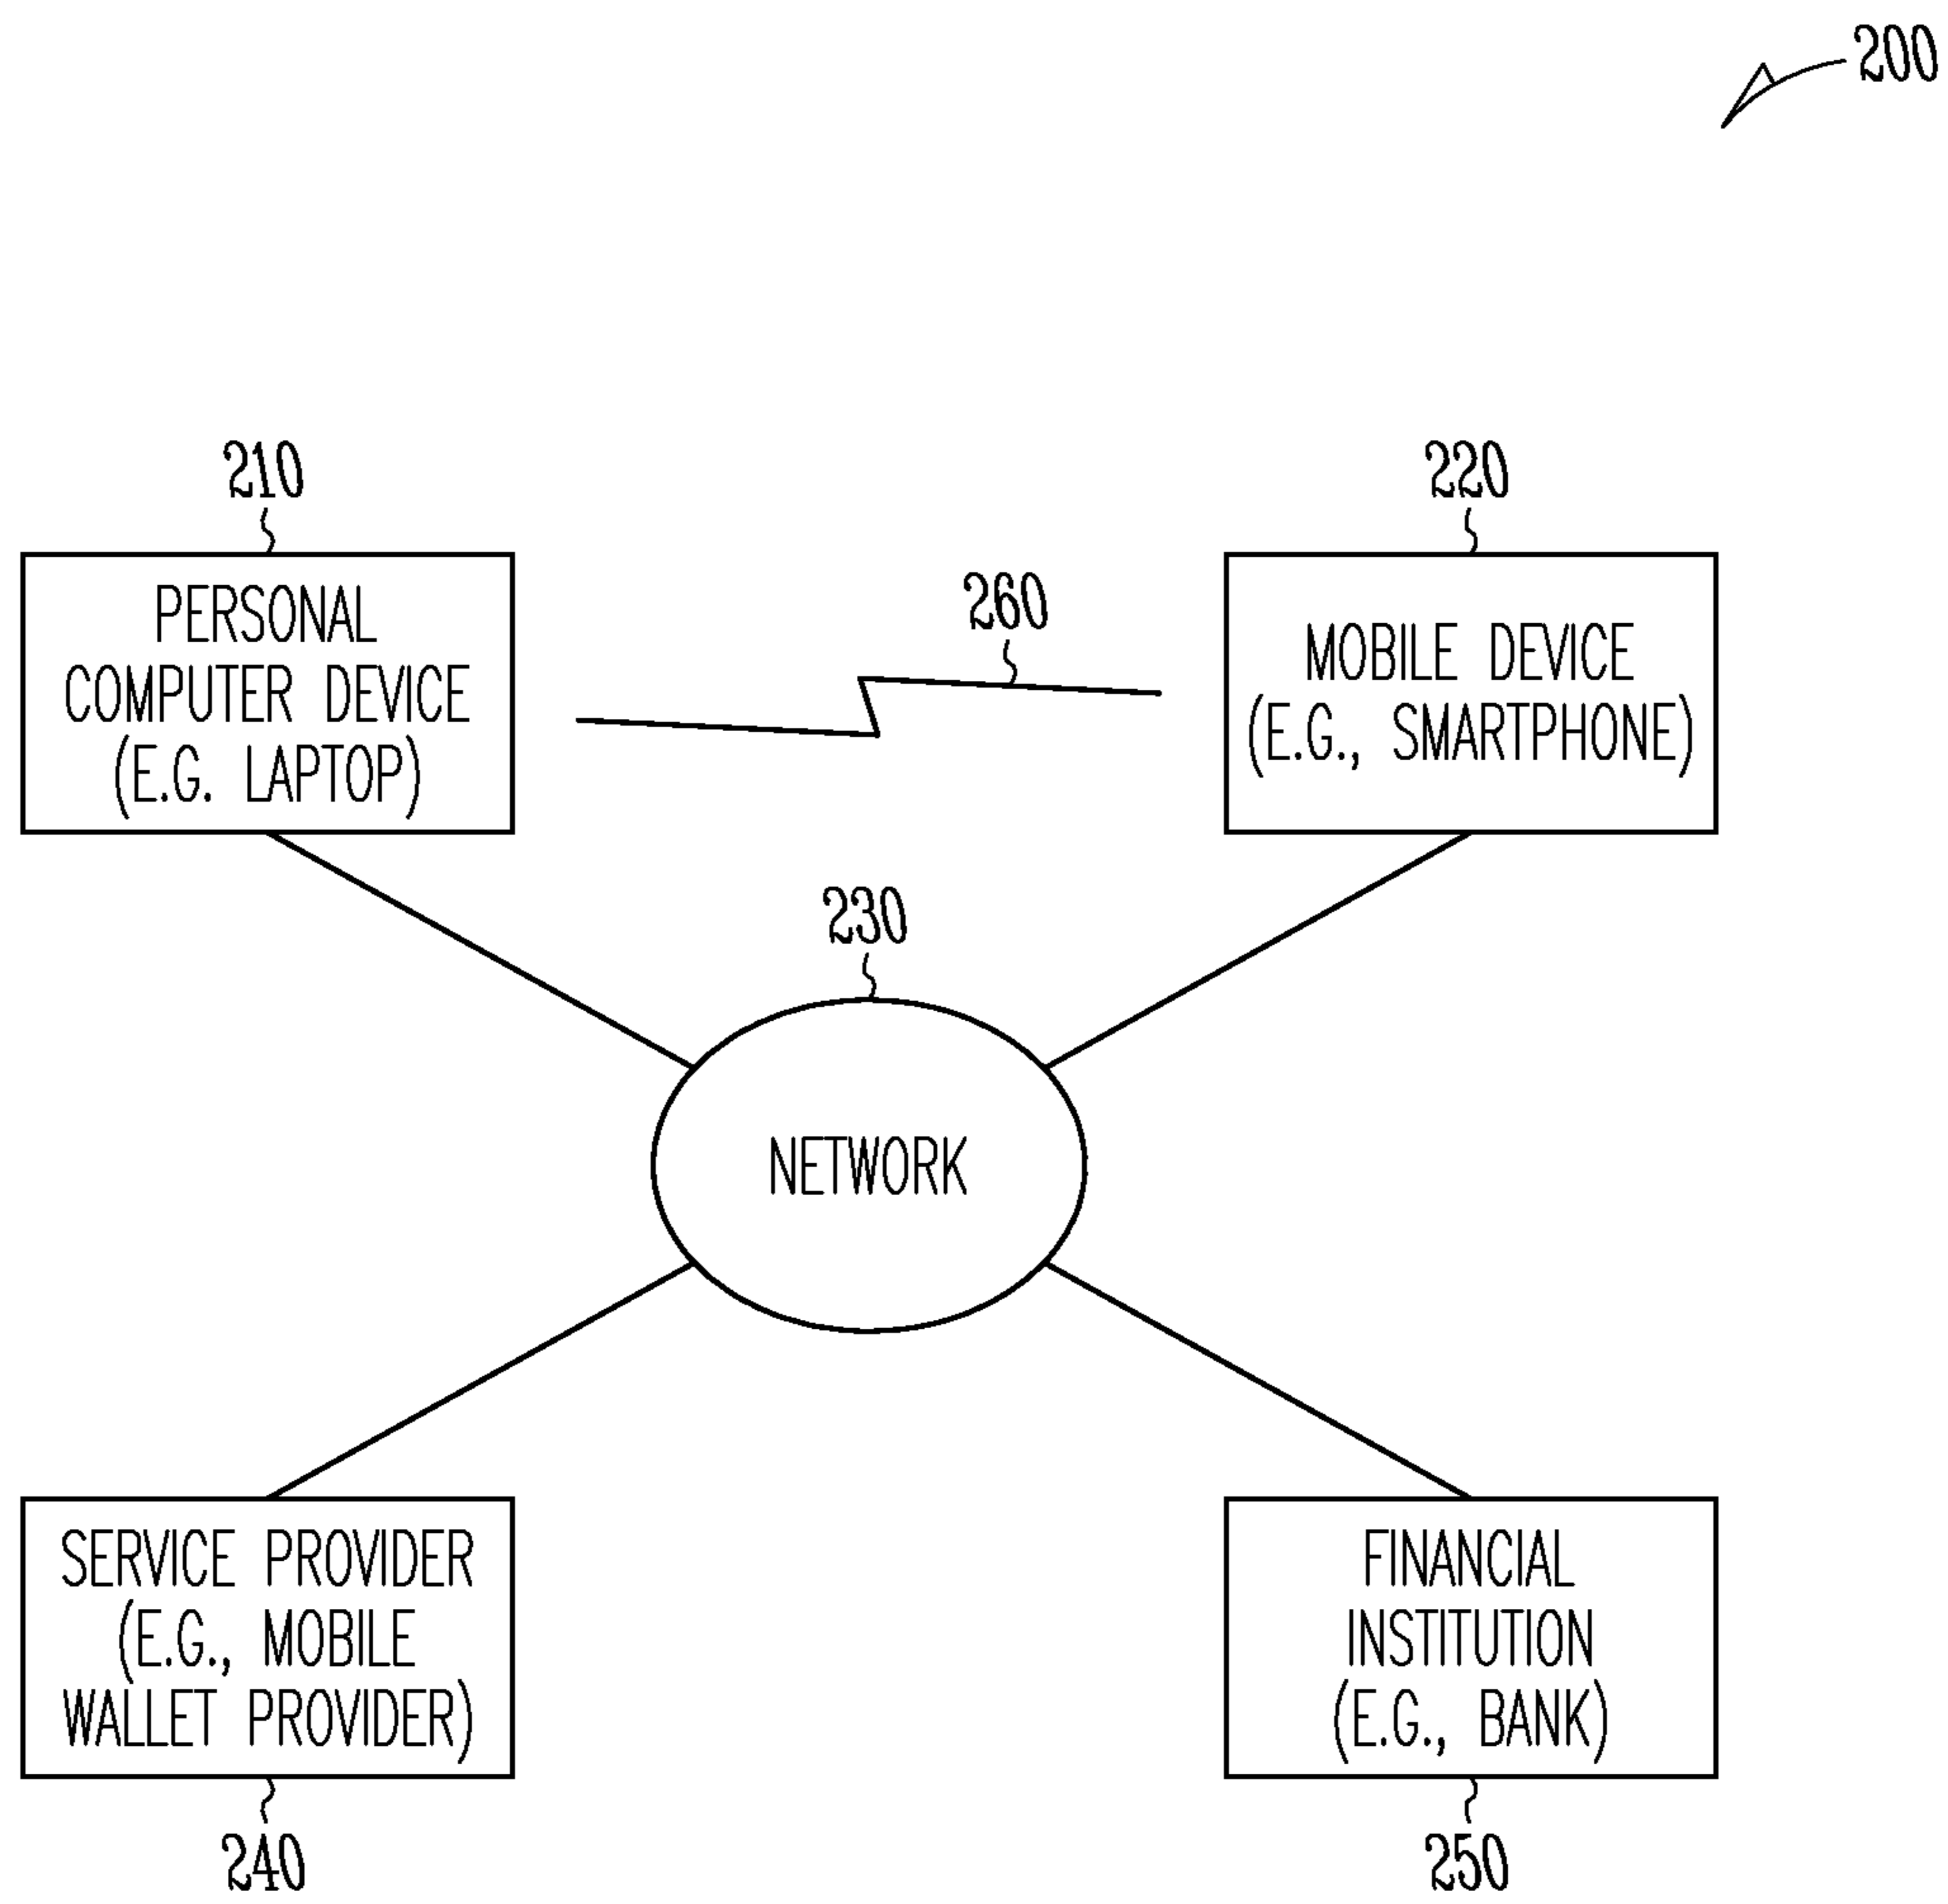 200
210
220
PERSONAL
COMPUTER DEVICE
(E.G. LAPTOP)
260
MOBILE DEVICE
(E.G., SMARTPHONE)
230
NETWORK
SERVICE PROVIDER
(E.G., MOBILE
WALLET PROVIDER)
FINANCIAL
INSTITUTION
(E.G., BANK)
240
250